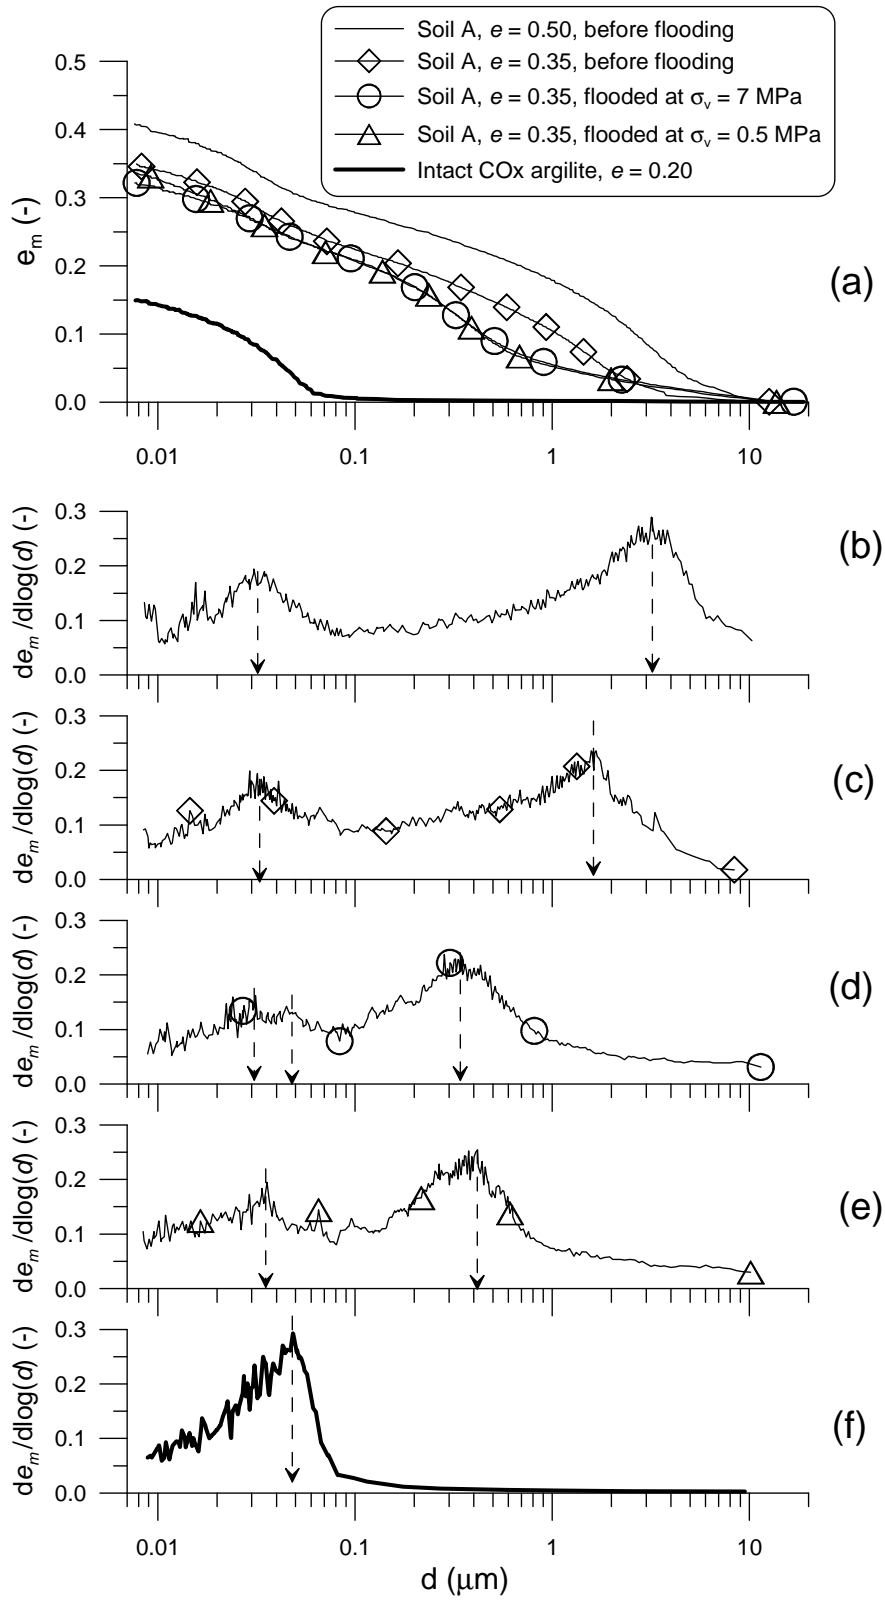 Soil A, e = 0.50, before flooding
Soil A, e = 0.35, before flooding
Soil A, e = 0.35, flooded at σv = 7 MPa
Soil A, e = 0.35, flooded at σv = 0.5 MPa
Intact COx argilite, e = 0.20
0.5
0.4
0.3
0.2
0.1
0.0
em (-)
(a)
0.01 0.1 1 10
0.3
0.2
0.1
0.0
dem /dlog(d) (-)
(b)
0.3
0.2
0.1
0.0
dem /dlog(d) (-)
(c)
0.3
0.2
0.1
0.0
dem /dlog(d) (-)
(d)
0.3
0.2
0.1
0.0
dem /dlog(d) (-)
(e)
0.3
0.2
0.1
0.0
dem/dlog(d) (-)
(f)
0.01 0.1 1 10
d (μm)